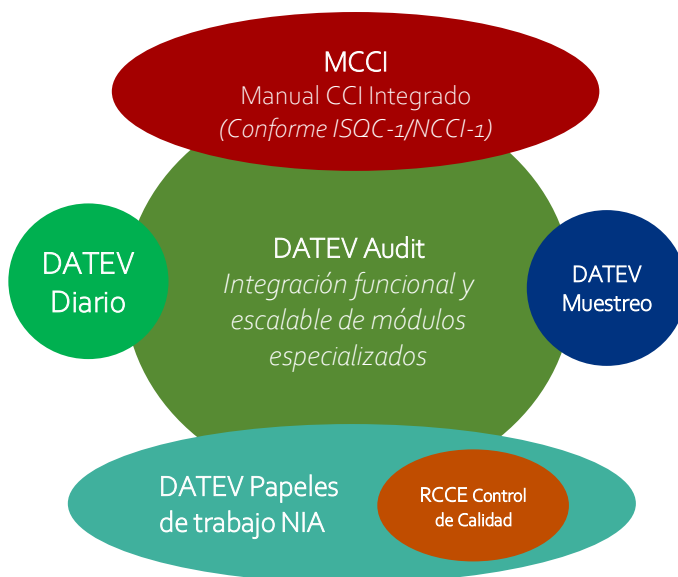 MCCI
Manual CCI Integrado
(Conforme ISQC-1/NCCI-1)
DATEV
Diario
DATEV Audit
Integración funcional y
escalable de módulos
especializados
DATEV
Muestreo
DATEV Papeles
de trabajo NIA
RCCE Control
de Calidad